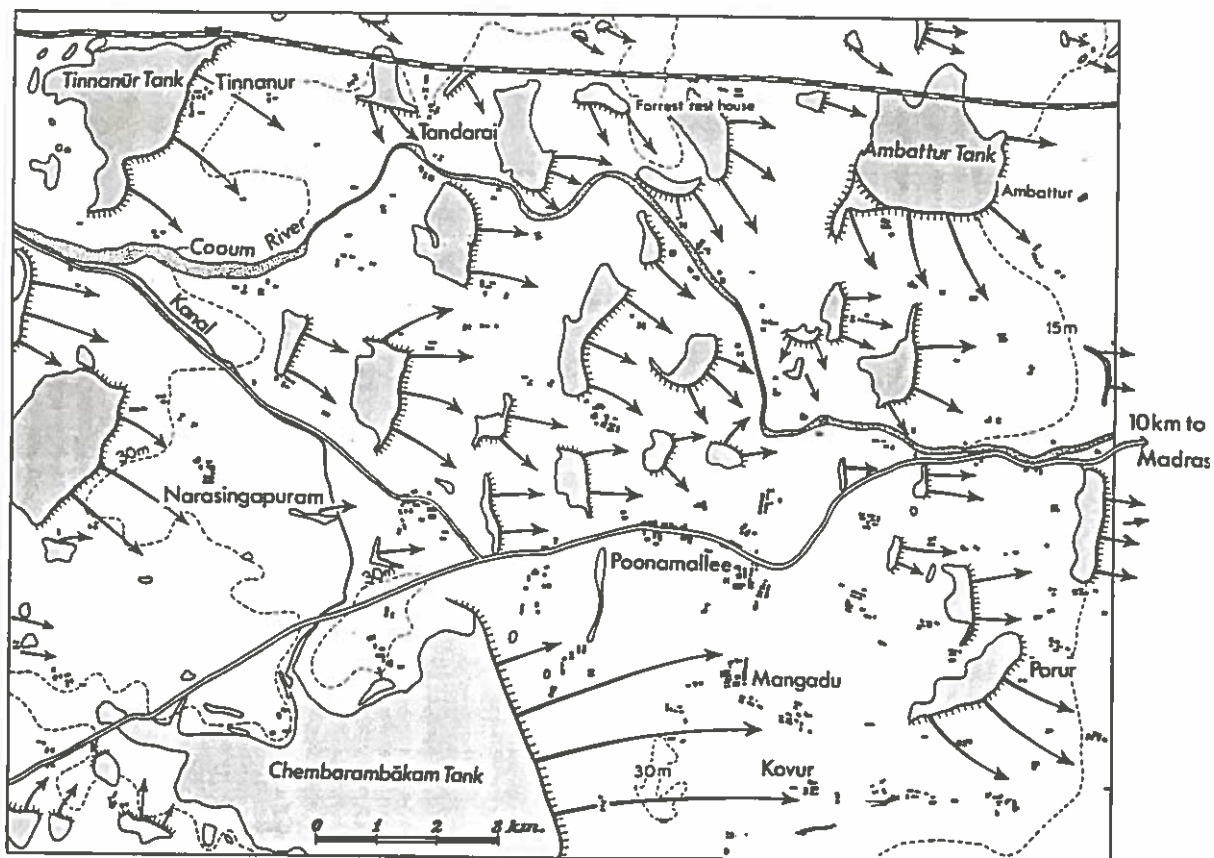 Tinnanūr Tank
Tinnanur
Tandarai
Forrest rest house
Ambattur Tank
Ambattur
Cooum River
Kanal
15m
30m
10km to
Madras
Narasingapuram
30m
Poonamallee
Mangadu
Porur
30m
Kovur
Chembarambākam Tank
0 1 2 3 km.